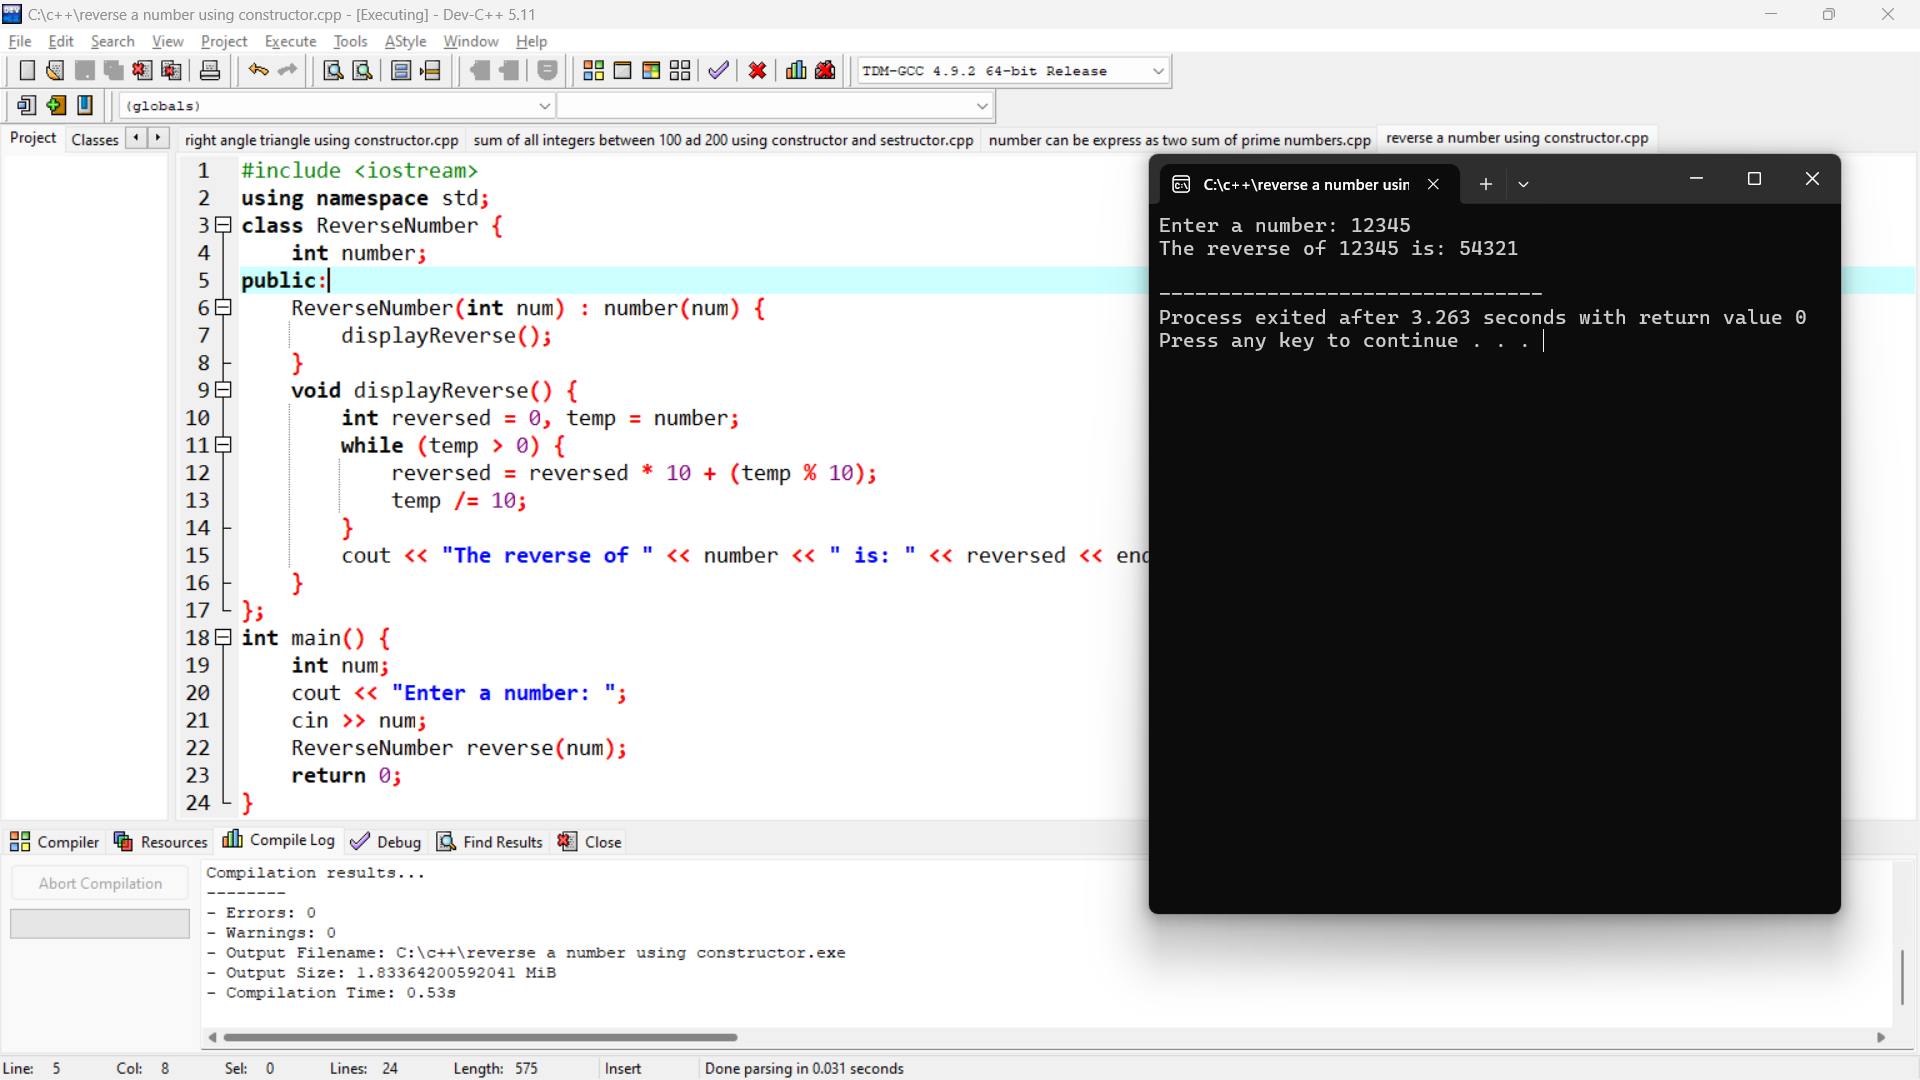 C:\c++\reverse a number using constructor.cpp - [Executing] - Dev-C++ 5.11
File Edit Search View Project Execute Tools AStyle Window Help
TDM-GCC 4.9.2 64-bit Release
(globals)
Project Classes
right angle triangle using constructor.cpp sum of all integers between 100 ad 200 using constructor and sestructor.cpp number can be express as two sum of prime numbers.cpp reverse a number using constructor.cpp
1 #include <iostream>
2 using namespace std;
3 class ReverseNumber {
4 int number;
5 public:
6 ReverseNumber(int num) : number(num) {
7 displayReverse();
8 }
9 void displayReverse() {
10 int reversed = 0, temp = number;
11 while (temp > 0) {
12 reversed = reversed * 10 + (temp % 10);
13 temp /= 10;
14 }
15 cout << "The reverse of " << number << " is: " << reversed <<
16 }
17 };
18 int main() {
19 int num;
20 cout << "Enter a number: ";
21 cin >> num;
22 ReverseNumber reverse(num);
23 return 0;
24 }
C:\c++\reverse a number usin
Enter a number: 12345
The reverse of 12345 is: 54321
--------------------------------
Process exited after 3.263 seconds with return value 0
Press any key to continue . . .
Compiler Resources Compile Log Debug Find Results Close
Abort Compilation
Compilation results...
--------
- Errors: 0
- Warnings: 0
- Output Filename: C:\c++\reverse a number using constructor.exe
- Output Size: 1.83364200592041 MiB
- Compilation Time: 0.53s
Line: 5 Col: 8 Sel: 0 Lines: 24 Length: 575 Insert Done parsing in 0.031 seconds